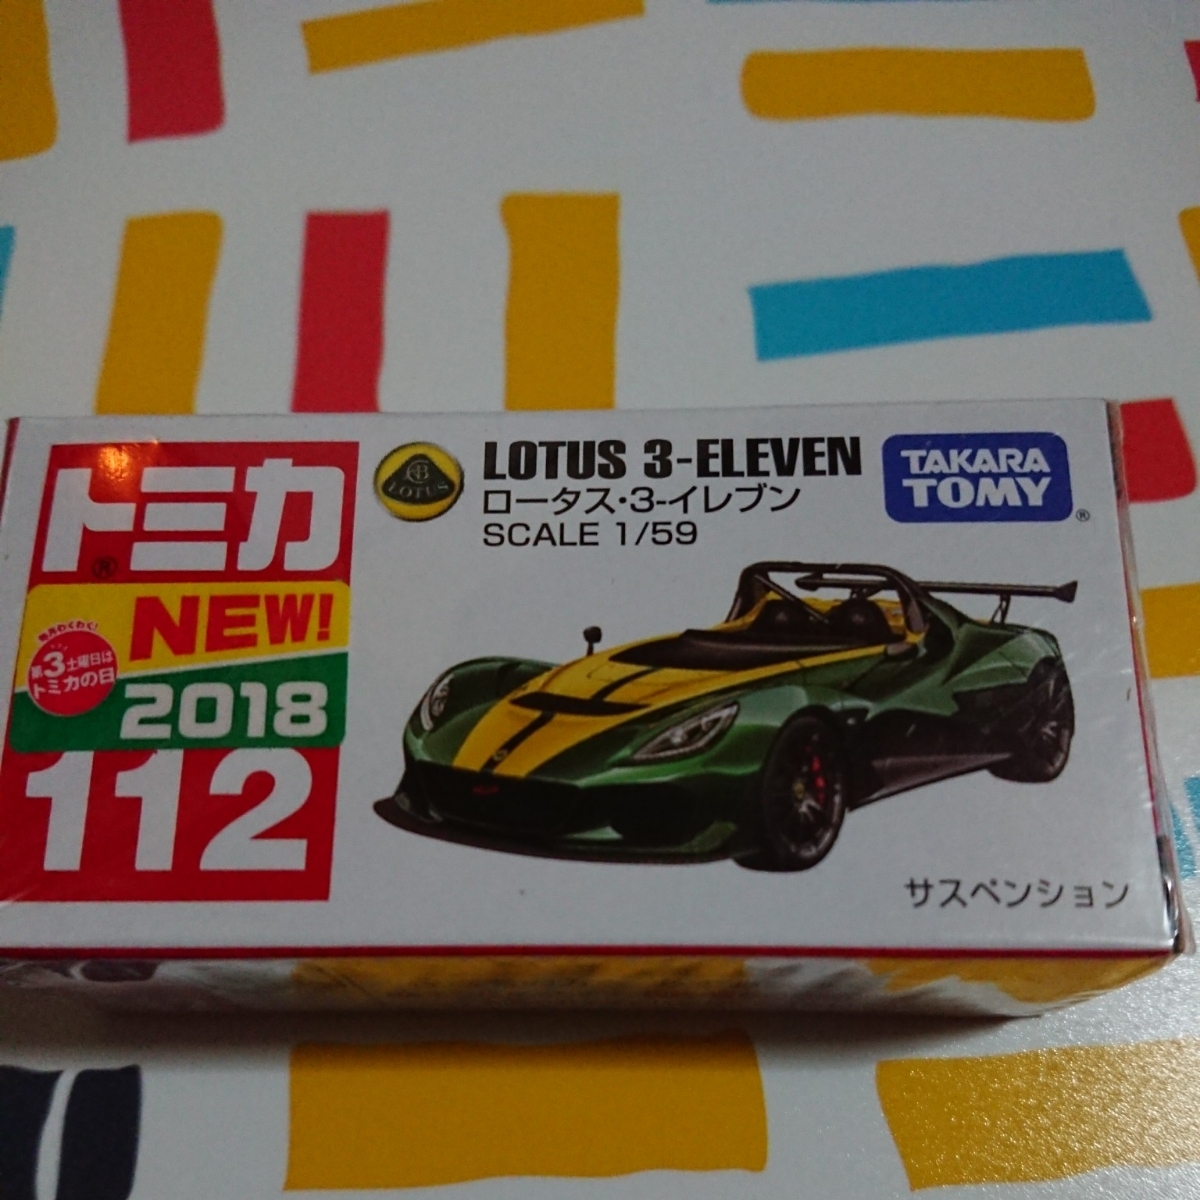 トミカ
®
NEW!
毎月わくわく!
第3土曜日は
トミカの日
2018
112
LOTUS
LOTUS 3-ELEVEN
ロータス・3-イレブン
SCALE 1/59
TAKARA
TOMY
®
サスペンション